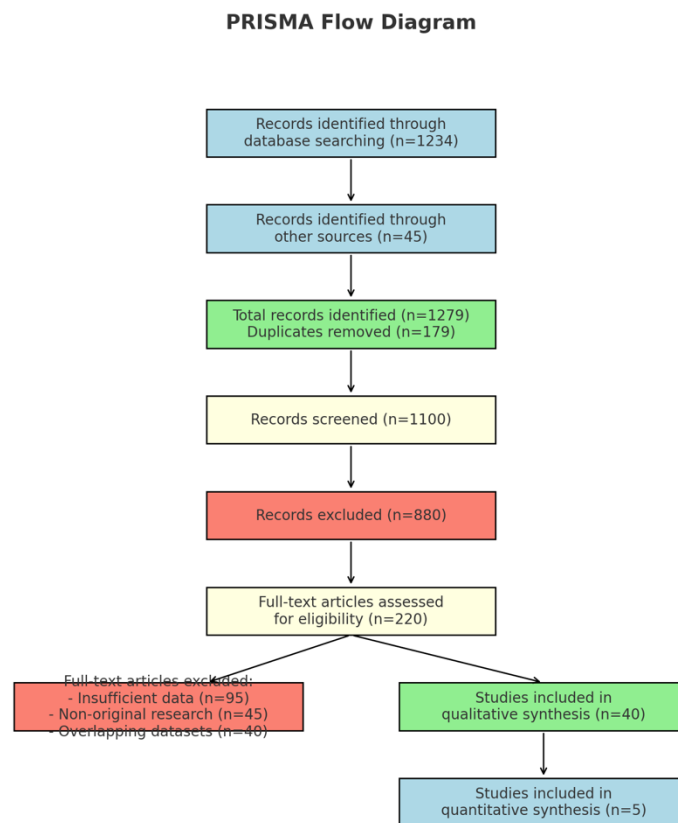 PRISMA Flow Diagram
Records identified through
database searching (n=1234)
Records identified through
other sources (n=45)
Total records identified (n=1279)
Duplicates removed (n=179)
Records screened (n=1100)
Records excluded (n=880)
Full-text articles assessed
for eligibility (n=220)
Full-text articles excluded:
- Insufficient data (n=95)
- Non-original research (n=45)
- Overlapping datasets (n=40)
Studies included in
qualitative synthesis (n=40)
Studies included in
quantitative synthesis (n=5)